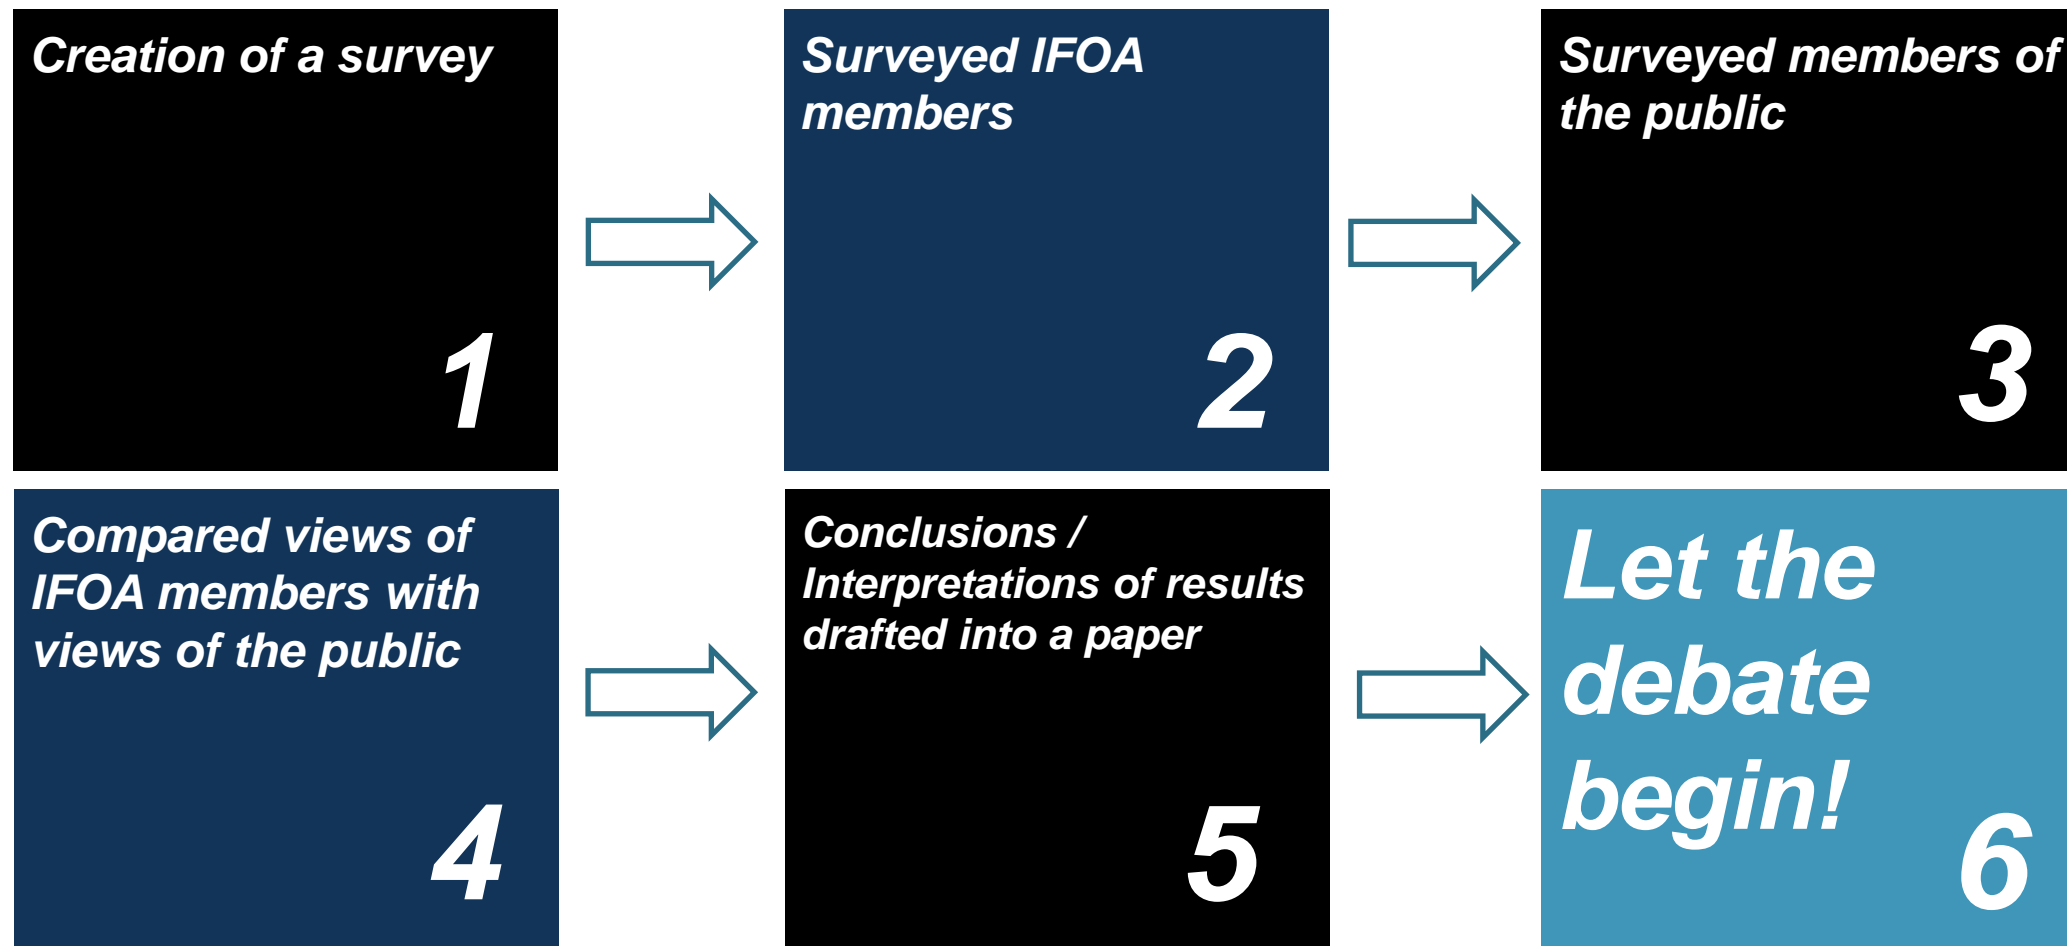 Creation of a survey
1
Surveyed IFOA
members
2
Surveyed members of
the public
3
Compared views of
IFOA members with
views of the public
4
Conclusions /
Interpretations of results
drafted into a paper
5
Let the
debate
begin!
6